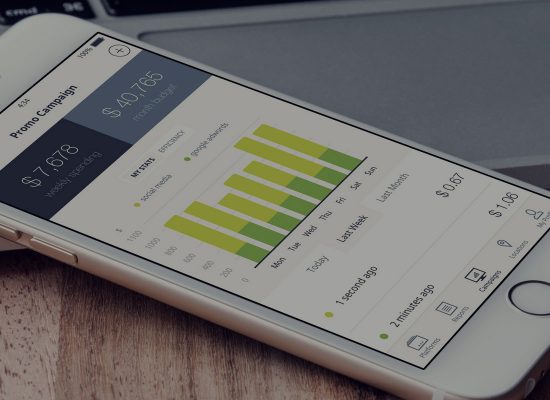 cmd
4:34
100%
Promo Campaign
$ 7,678
weekly spending
$ 40,765
month budget
MY STATS
EFFICIENCY
social media
google adwords
$
1100
1000
800
600
400
200
0
Mon
Tue
Wed
Thu
Fri
Sat
Sun
Today
Last Week
Last Month
1 second ago
$ 0.67
2 minutes ago
$ 1.06
Platforms
Reports
Campaigns
Locations